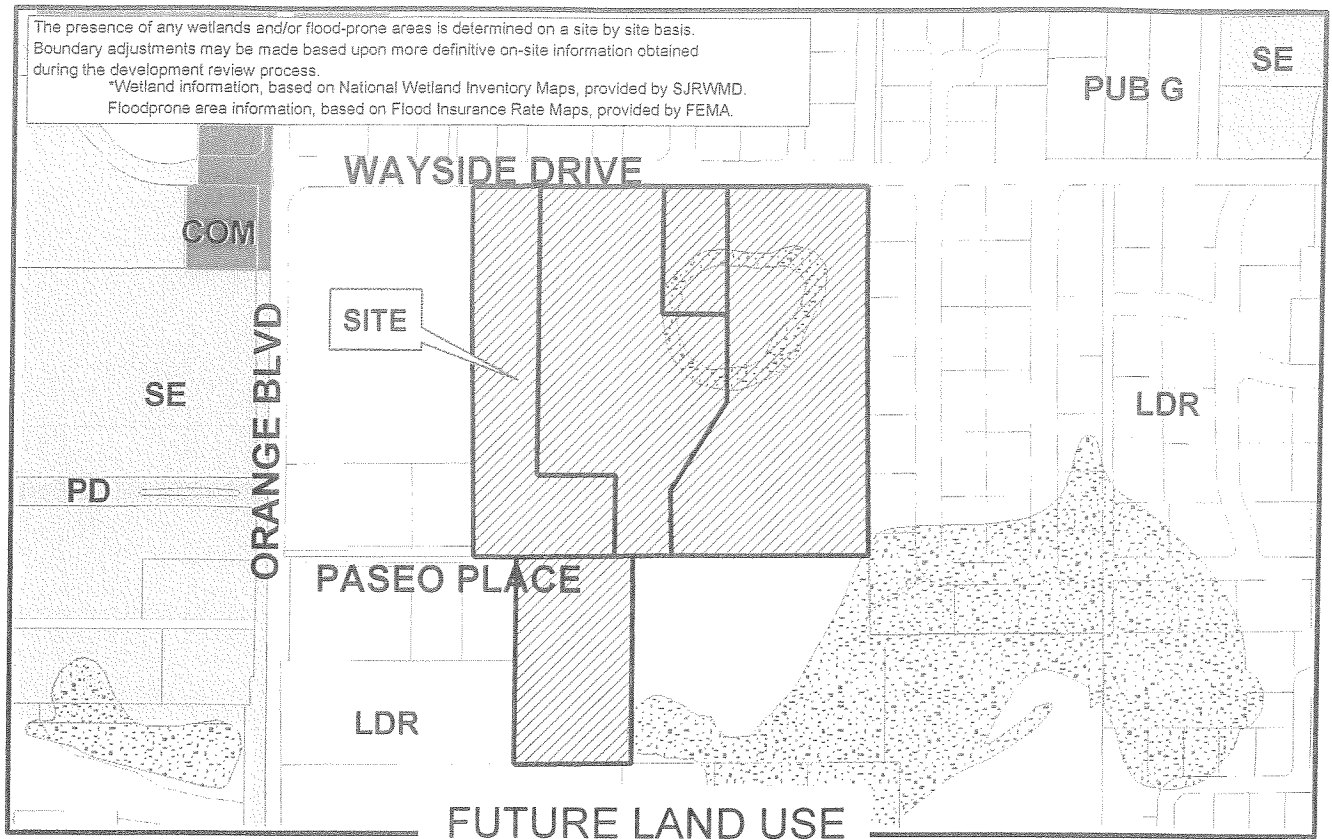 The presence of any wetlands and/or flood-prone areas is determined on a site by site basis.
Boundary adjustments may be made based upon more definitive on-site information obtained
during the development review process.
*Wetland information, based on National Wetland Inventory Maps, provided by SJRWMD.
Floodprone area information, based on Flood Insurance Rate Maps, provided by FEMA.
SE
PUB G
WAYSIDE DRIVE
COM
SITE
ORANGE BLVD
SE
LDR
PD
PASEO PLACE
LDR
FUTURE LAND USE